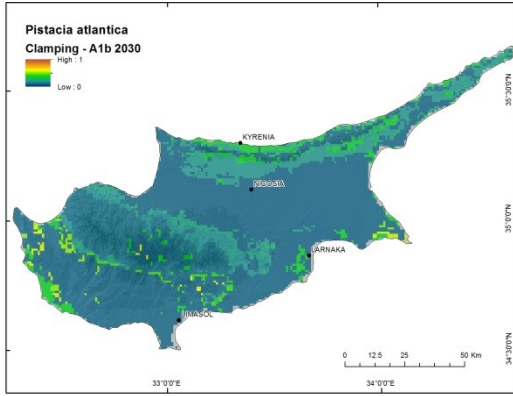 Pistacia atlantica
Clamping - A1b 2030
High : 1
Low : 0
KYRENIA
NICOSIA
LARNAKA
LIMASOL
35°30'0"N
35°0'0"N
34°30'0"N
0 12.5 25 50 Km
33°0'0"E 34°0'0"E